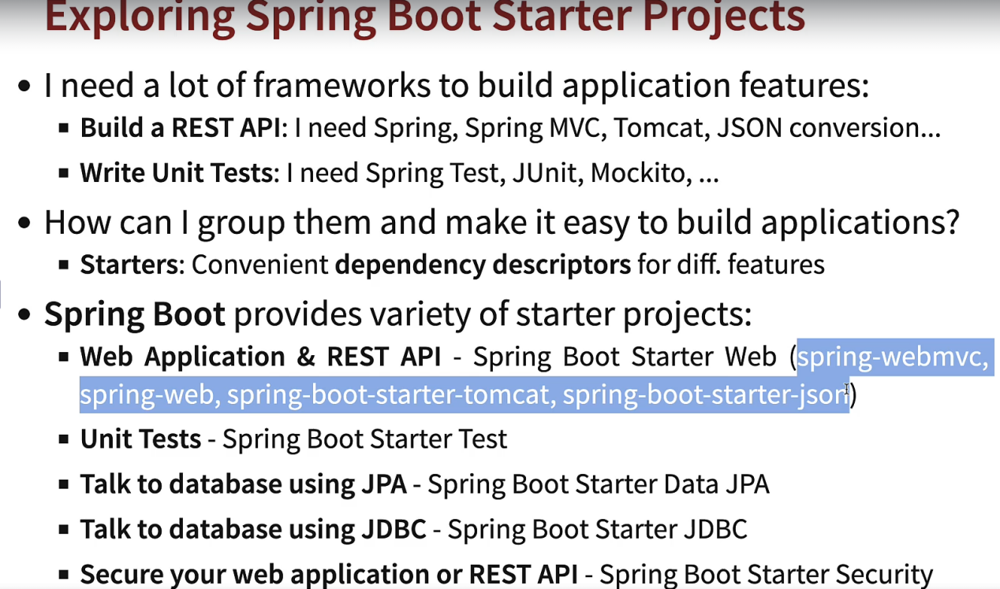 Exploring Spring Boot Starter Projects
• I need a lot of frameworks to build application features:
▪ Build a REST API: I need Spring, Spring MVC, Tomcat, JSON conversion...
▪ Write Unit Tests: I need Spring Test, JUnit, Mockito, ...
• How can I group them and make it easy to build applications?
▪ Starters: Convenient dependency descriptors for diff. features
• Spring Boot provides variety of starter projects:
▪ Web Application & REST API - Spring Boot Starter Web (spring-webmvc,
spring-web, spring-boot-starter-tomcat, spring-boot-starter-json)
▪ Unit Tests - Spring Boot Starter Test
▪ Talk to database using JPA - Spring Boot Starter Data JPA
▪ Talk to database using JDBC - Spring Boot Starter JDBC
▪ Secure your web application or REST API - Spring Boot Starter Security